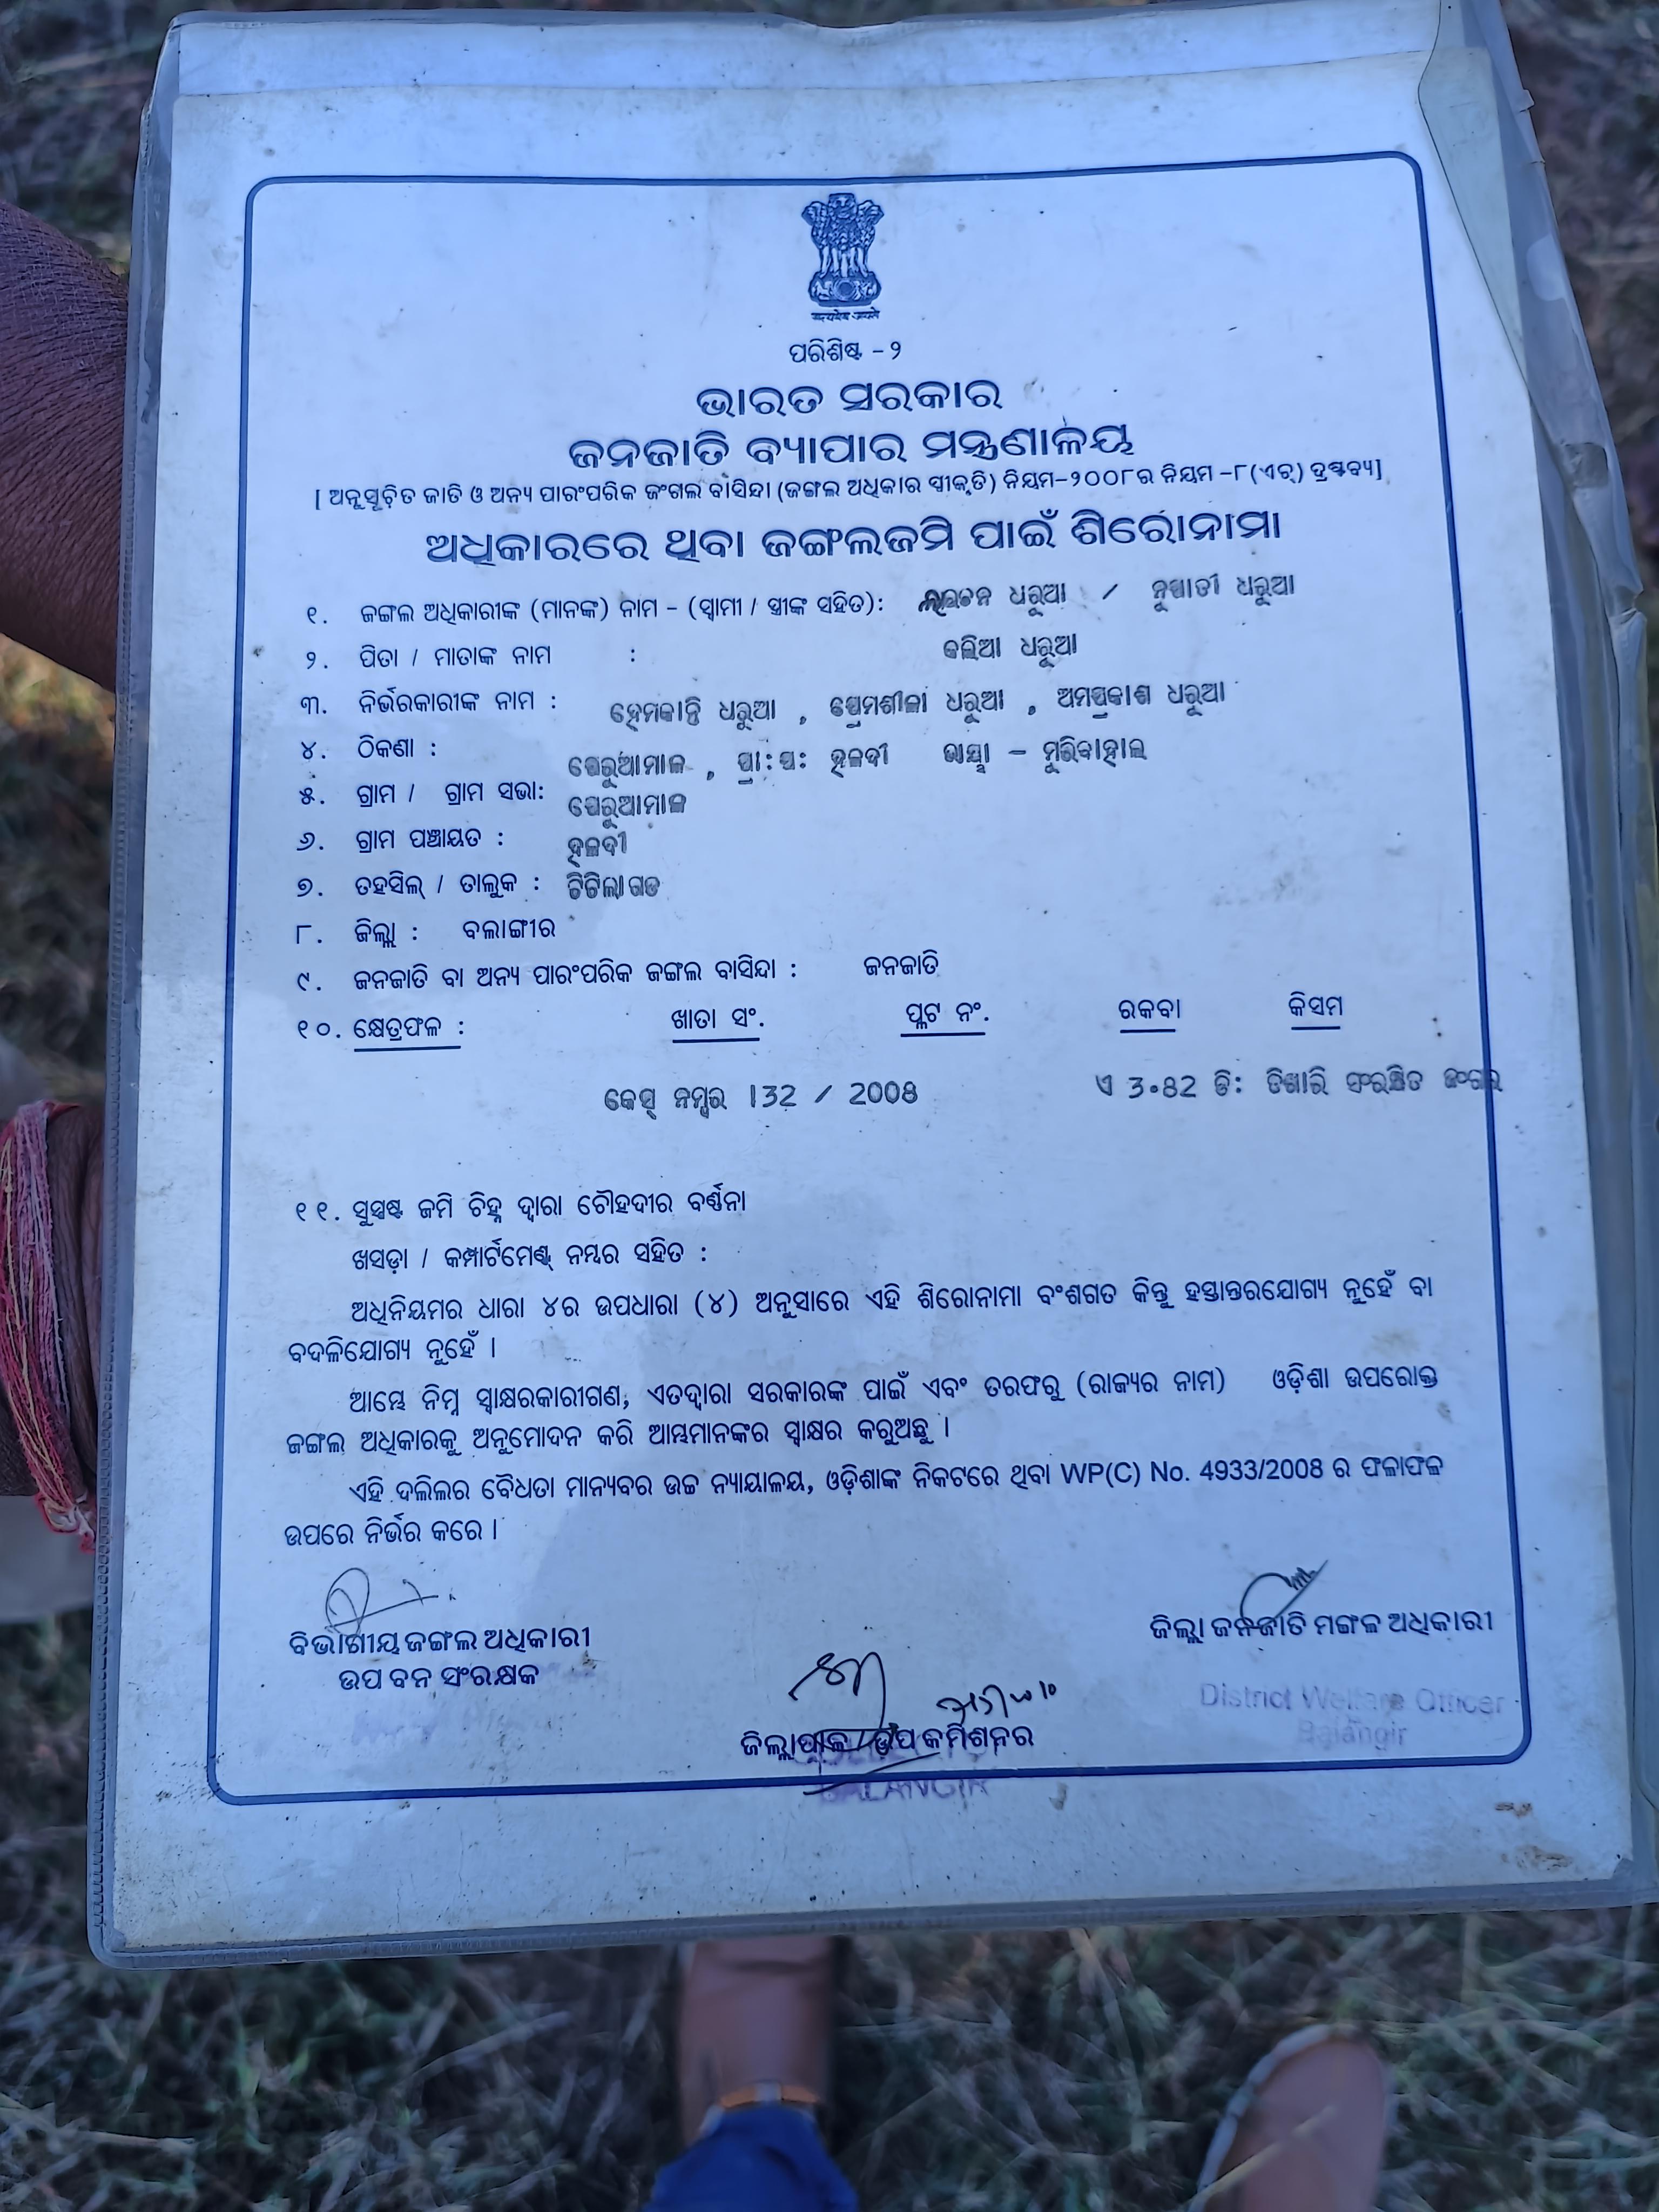 सत्यमेव जयते
ପରିଶିଷ୍ଟ - ୨
ଭାରତ ସରକାର
ଜନଜାତି ବ୍ୟାପାର ମନ୍ତ୍ରଣାଳୟ
[ ଅନୁସୂଚିତ ଜାତି ଓ ଅନ୍ୟ ପାରଂପରିକ ଜଂଗଲ ବାସିନ୍ଦା (ଜଙ୍ଗଲ ଅଧିକାର ସ୍ୱୀକୃତି) ନିୟମ-୨୦୦୮ର ନିୟମ -୮(ଏଚ୍) ଦ୍ରଷ୍ଟବ୍ୟ]
ଅଧିକାରରେ ଥିବା ଜଙ୍ଗଲଜମି ପାଇଁ ଶିରୋନାମା
୧. ଜଙ୍ଗଲ ଅଧିକାରୀଙ୍କ (ମାନଙ୍କ) ନାମ - (ସ୍ୱାମୀ / ସ୍ତ୍ରୀଙ୍କ ସହିତ): ଧରୁଆ / ଧରୁଆ
୨. ପିତା / ମାତାଙ୍କ ନାମ : କଲିଆ ଧରୁଆ
୩. ନିର୍ଭରକାରୀଙ୍କ ନାମ : ହେମକାନ୍ତି ଧରୁଆ , ପ୍ରେମଶୀଳା ଧରୁଆ , ଅମପ୍ରକାଶ ଧରୁଆ
୪. ଠିକଣା : ସେରୁଆମାଳ , ହଳଦୀ - ମୁରିବାହାଲ
୫. ଗ୍ରାମ / ଗ୍ରାମ ସଭା: ସେରୁଆମାଳ
୬. ଗ୍ରାମ ପଞ୍ଚାୟତ : ହଳଦୀ
୭. ତହସିଲ୍ / ତାଲୁକ : ଟିଟିଲାଗଡ
୮. ଜିଲ୍ଲା : ବଲାଙ୍ଗୀର
୯. ଜନଜାତି ବା ଅନ୍ୟ ପାରଂପରିକ ଜଙ୍ଗଲ ବାସିନ୍ଦା : ଜନଜାତି
୧୦. କ୍ଷେତ୍ରଫଳ : ଖାତା ସଂ. ପ୍ଲଟ ନଂ. ରକବା କିସମ
କେସ୍ ନମ୍ବର 132 / 2008 ଏ 3.82 ଡି: ସଂରକ୍ଷିତ ଜଂଗଲ
୧୧. ସୁସ୍ପଷ୍ଟ ଜମି ଚିହ୍ନ ଦ୍ୱାରା ଚୌହଦୀର ବର୍ଣ୍ଣନା
ଖସଡ଼ା / କମ୍ପାର୍ଟମେଣ୍ଟ୍ ନମ୍ବର ସହିତ :
ଅଧିନିୟମର ଧାରା ୪ର ଉପଧାରା (୪) ଅନୁସାରେ ଏହି ଶିରୋନାମା ବଂଶଗତ କିନ୍ତୁ ହସ୍ତାନ୍ତରଯୋଗ୍ୟ ନୁହେଁ ବା
ବଦଳିଯୋଗ୍ୟ ନୁହେଁ ।
ଆମ୍ଭେ ନିମ୍ନ ସ୍ୱାକ୍ଷରକାରୀଗଣ, ଏତଦ୍ୱାରା ସରକାରଙ୍କ ପାଇଁ ଏବଂ ତରଫରୁ (ରାଜ୍ୟର ନାମ) ଓଡ଼ିଶା ଉପରୋକ୍ତ
ଜଙ୍ଗଲ ଅଧିକାରକୁ ଅନୁମୋଦନ କରି ଆମ୍ଭମାନଙ୍କର ସ୍ୱାକ୍ଷର କରୁଅଛୁ ।
ଏହି ଦଲିଲର ବୈଧତା ମାନ୍ୟବର ଉଚ୍ଚ ନ୍ୟାୟାଳୟ, ଓଡ଼ିଶାଙ୍କ ନିକଟରେ ଥିବା WP(C) No. 4933/2008 ର ଫଳାଫଳ
ଉପରେ ନିର୍ଭର କରେ ।
ବିଭାଗୀୟ ଜଙ୍ଗଲ ଅଧିକାରୀ
ଉପ ବନ ସଂରକ୍ଷକ
ଜିଲ୍ଲା ଜନଜାତି ମଙ୍ଗଳ ଅଧିକାରୀ
District Welfare Officer
Balangir
ଜିଲ୍ଲାପାଳ / ଉପ କମିଶନର
BALANGIR